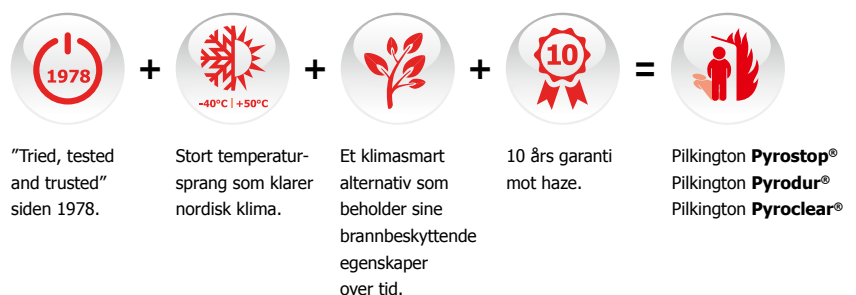 1978
+
-40°C | +50°C
+
+
10
=
"Tried, tested
and trusted"
siden 1978.
Stort temperatur-
sprang som klarer
nordisk klima.
Et klimasmart
alternativ som
beholder sine
brannbeskyttende
egenskaper
over tid.
10 års garanti
mot haze.
Pilkington Pyrostop®
Pilkington Pyrodur®
Pilkington Pyroclear®